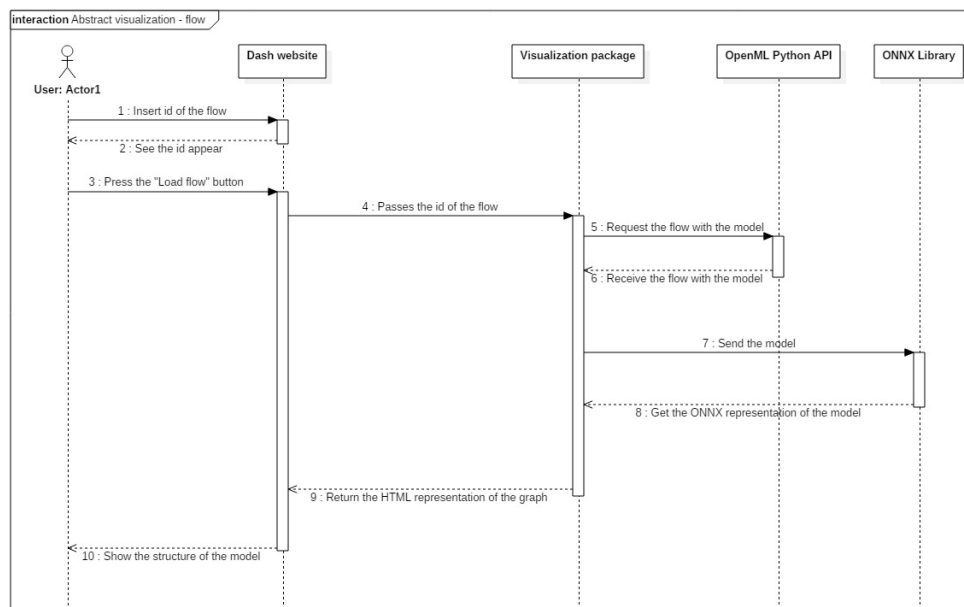 interaction Abstract visualization - flow
Dash website
Visualization package
OpenML Python API
ONNX Library
User: Actor1
1 : Insert id of the flow
2 : See the id appear
3 : Press the "Load flow" button
4 : Passes the id of the flow
5 : Request the flow with the model
6 : Receive the flow with the model
7 : Send the model
8 : Get the ONNX representation of the model
9 : Return the HTML representation of the graph
10 : Show the structure of the model